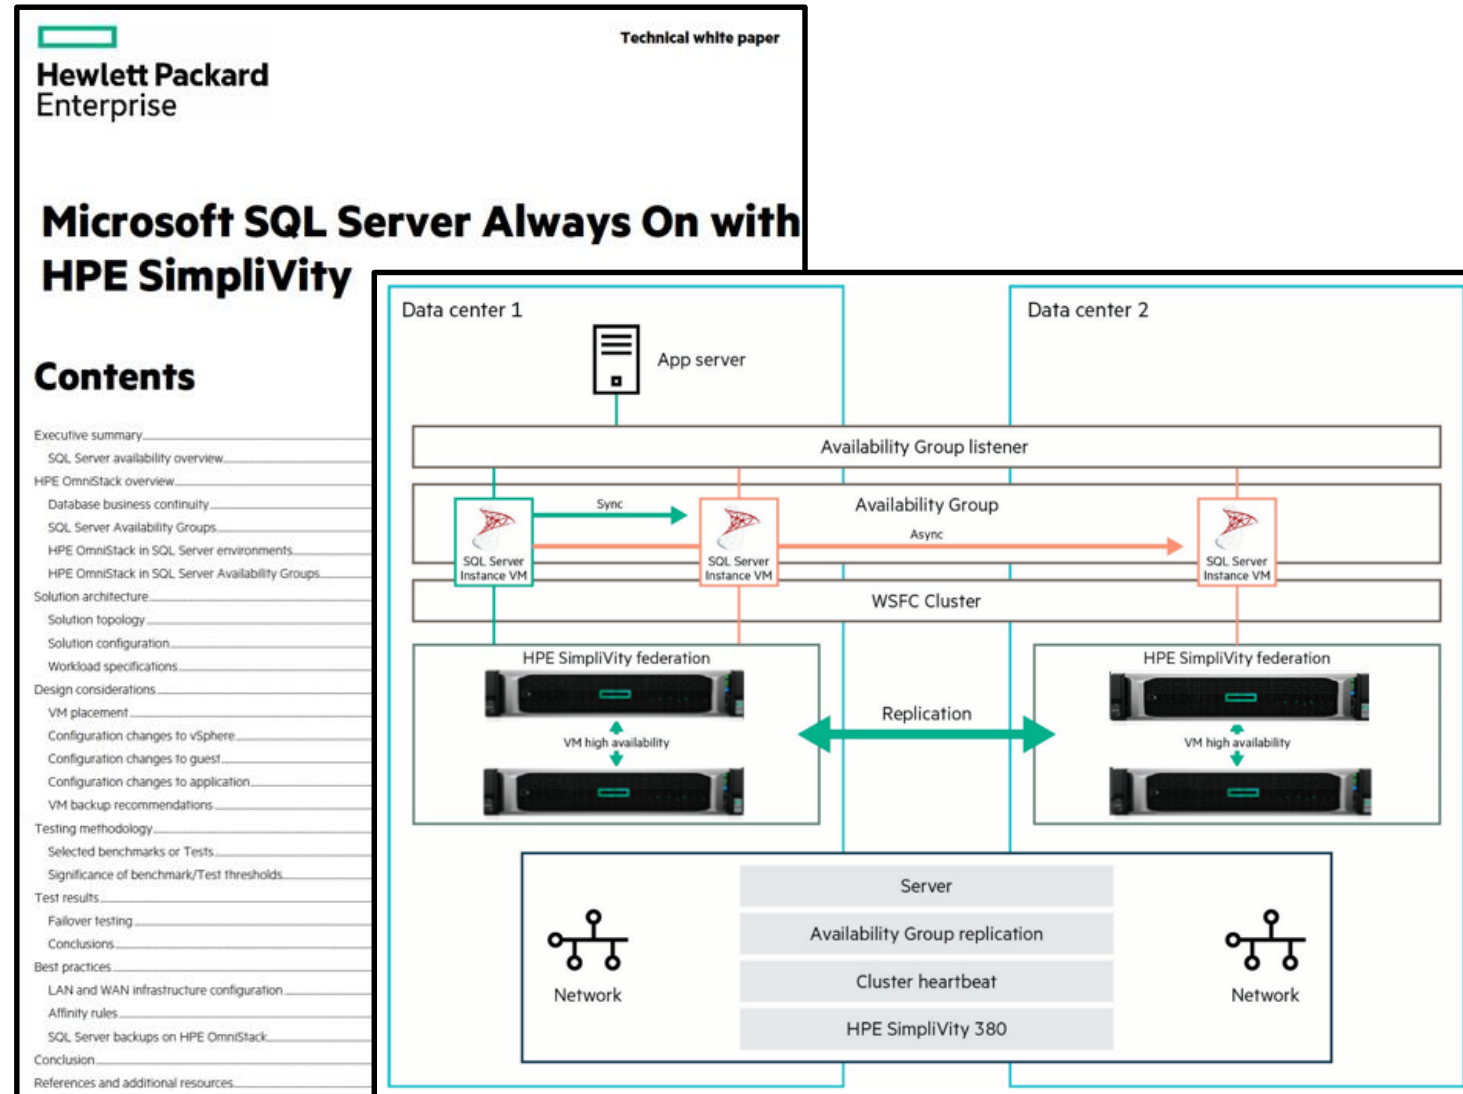 Hewlett Packard
Enterprise
Technical white paper
Microsoft SQL Server Always On with
HPE SimpliVity
Contents
Executive summary
SQL Server availability overview
HPE OmniStack overview
Database business continuity
SQL Server Availability Groups
HPE OmniStack in SQL Server environments
HPE OmniStack in SQL Server Availability Groups
Solution architecture
Solution topology
Solution configuration
Workload specifications
Design considerations
VM placement
Configuration changes to vSphere
Configuration changes to guest
Configuration changes to application
VM backup recommendations
Testing methodology
Selected benchmarks or Tests
Significance of benchmark/Test thresholds
Test results
Failover testing
Conclusions
Best practices
LAN and WAN infrastructure configuration
Affinity rules
SQL Server backups on HPE OmniStack
Conclusion
References and additional resources
Data center 1
Data center 2
App server
Availability Group listener
Availability Group
Sync
Async
SQL Server
Instance VM
SQL Server
Instance VM
SQL Server
Instance VM
WSFC Cluster
HPE SimpliVity federation
VM high availability
Replication
HPE SimpliVity federation
VM high availability
Network
Server
Availability Group replication
Cluster heartbeat
HPE SimpliVity 380
Network